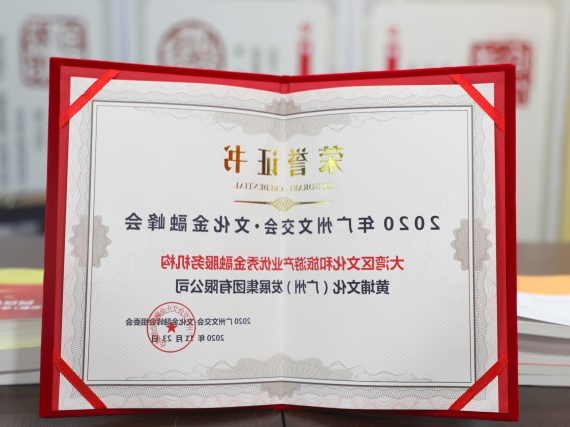 荣誉证书
HONORARY CREDENTIAL
2020年广州文交会·文化金融峰会
大湾区文化和旅游产业优秀金融服务机构
黄埔文化（广州）发展集团有限公司
2020广州文交会·文化金融峰会组委会
2020年11月23日